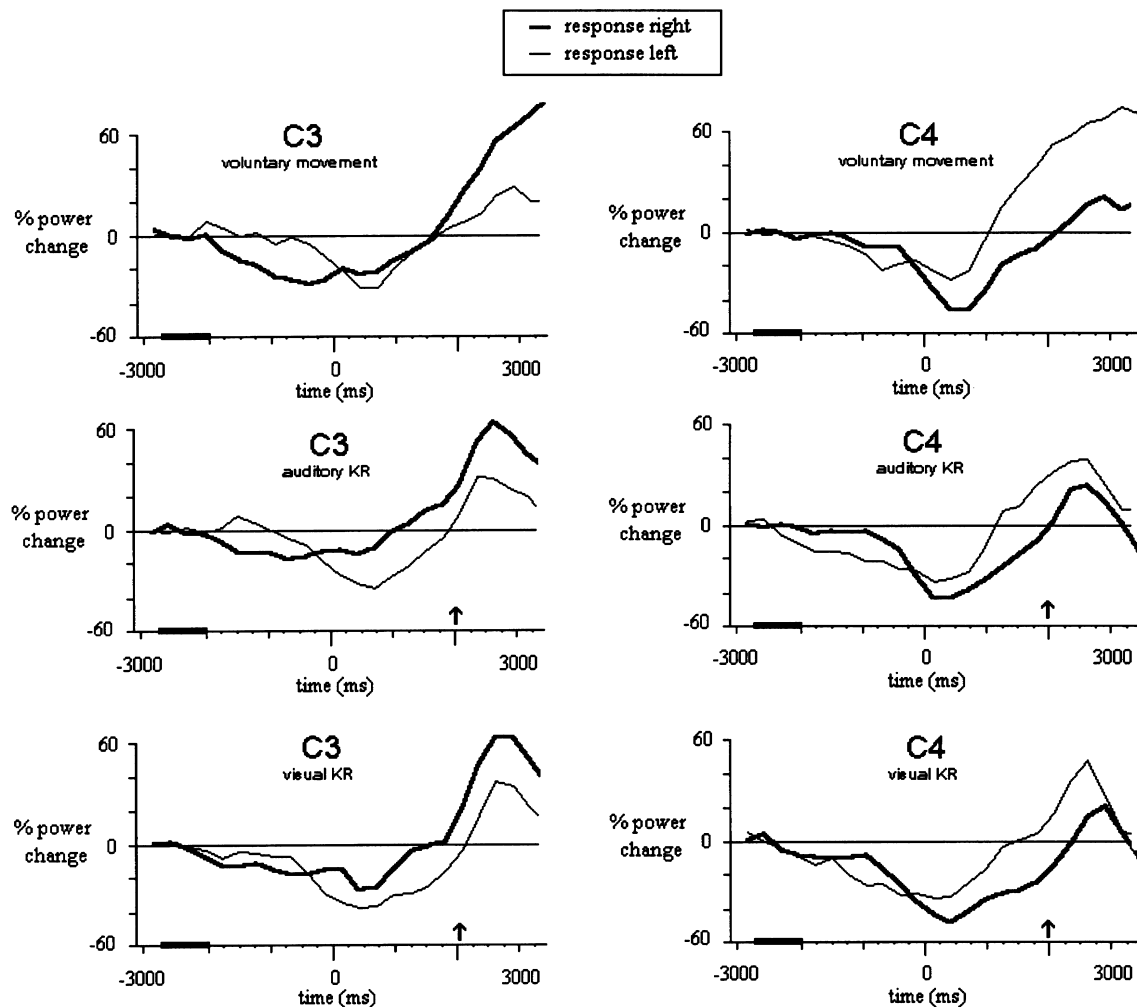 response right
response left
60
C3
voluntary movement
% power
change
0
-60
-3000
0
3000
time (ms)
60
C4
voluntary movement
% power
change
0
-60
-3000
0
3000
time (ms)
60
C3
auditory KR
% power
change
0
-60
-3000
0
3000
time (ms)
60
C4
auditory KR
% power
change
0
-60
-3000
0
3000
time (ms)
60
C3
visual KR
% power
change
0
-60
-3000
0
3000
time (ms)
60
C4
visual KR
% power
change
0
-60
-3000
0
3000
time (ms)